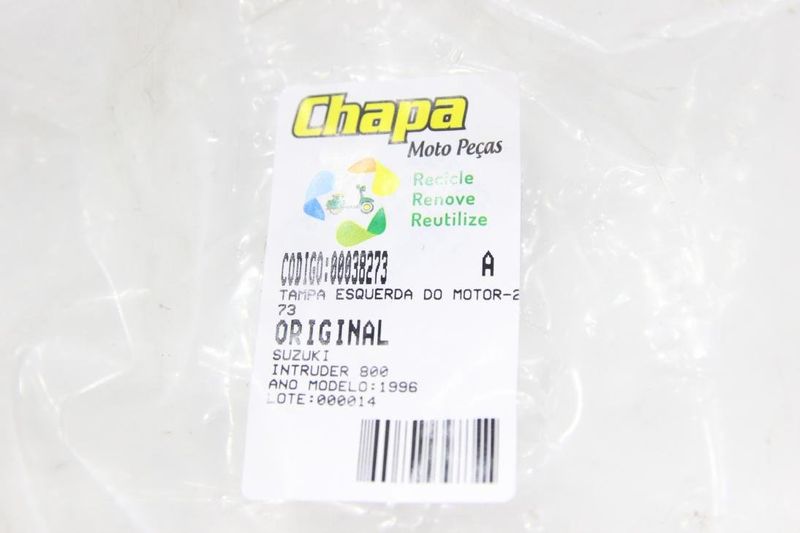 Chapa
Moto Peças
Recicle
Renove
Reutilize
CODIGO:00038273 A
TAMPA ESQUERDA DO MOTOR-2
73
ORIGINAL
SUZUKI
INTRUDER 800
ANO MODELO:1996
LOTE:000014